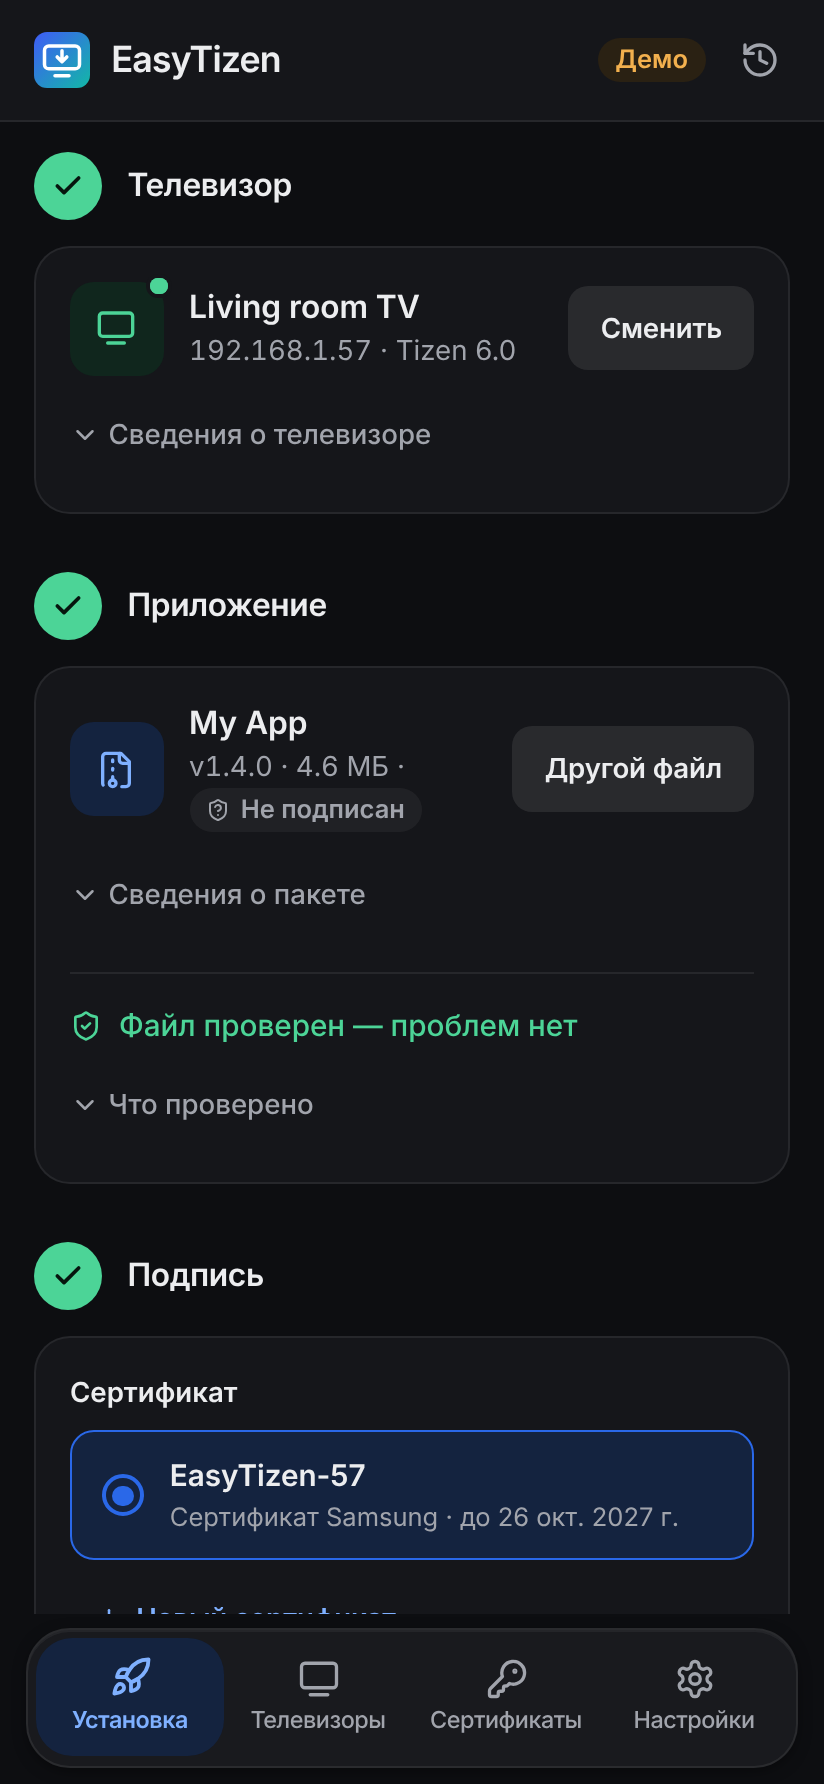 EasyTizen
Демо
Телевизор
Living room TV
192.168.1.57 · Tizen 6.0
Сменить
Сведения о телевизоре
Приложение
My App
v1.4.0 · 4.6 МБ ·
Не подписан
Другой файл
Сведения о пакете
Файл проверен — проблем нет
Что проверено
Подпись
Сертификат
EasyTizen-57
Сертификат Samsung · до 26 окт. 2027 г.
Установка
Телевизоры
Сертификаты
Настройки